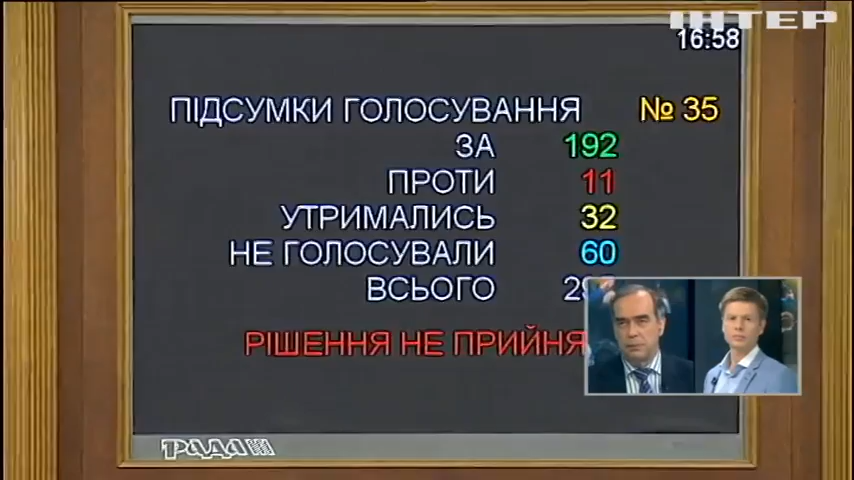 ІНТЕР
16:58
ПІДСУМКИ ГОЛОСУВАННЯ № 35
ЗА 192
ПРОТИ 11
УТРИМАЛИСЬ 32
НЕ ГОЛОСУВАЛИ 60
ВСЬОГО
РІШЕННЯ НЕ
РАДА